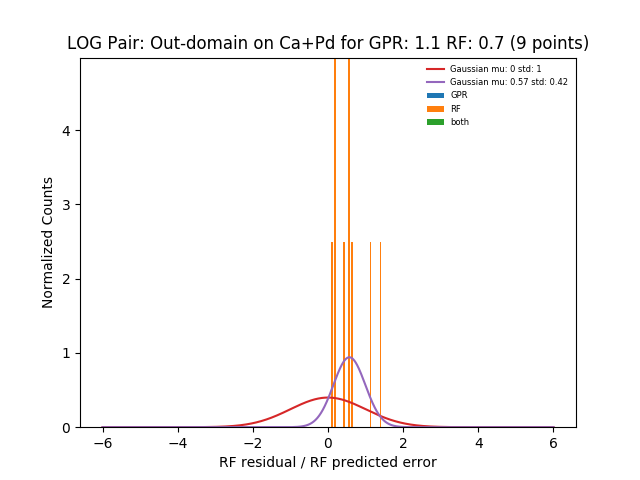 LOG Pair: Out-domain on Ca+Pd for GPR: 1.1 RF: 0.7 (9 points)
Gaussian mu: 0 std: 1
Gaussian mu: 0.57 std: 0.42
GPR
RF
both
Normalized Counts
4
3
2
1
0
−6 −4 −2 0 2 4 6
RF residual / RF predicted error